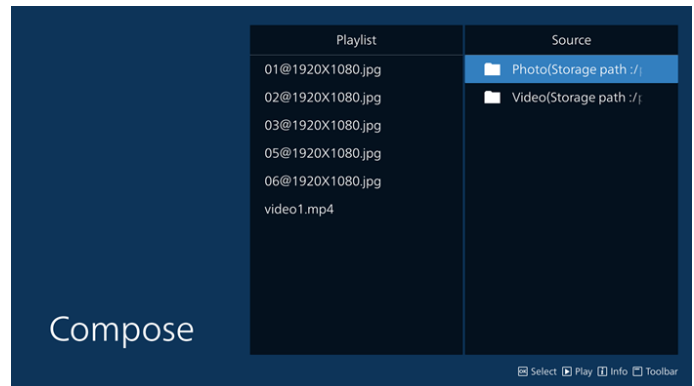 Playlist
Source
01@1920X1080.jpg
02@1920X1080.jpg
03@1920X1080.jpg
05@1920X1080.jpg
06@1920X1080.jpg
video1.mp4
Photo(Storage path :/
Video(Storage path :/
Compose
OK Select Play i Info Toolbar